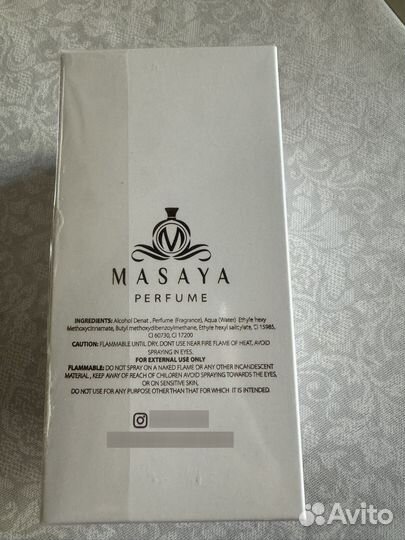 M
MASAYA
PERFUME
INGREDIENTS: Alcohol Denat , Perfume (Fragrance), Aqua (Water) Ethyle hexy
Methoxycitnnamate, Butyl methoxydibenzoylmethane, Ethyle hexyl salicylate, CI 15985,
CI 60730, CI 17200
CAUTION: FLAMMABLE UNTIL DRY, DONT USE NEAR FIRE FLAME OF HEAT, AVOID
SPRAYING IN EYES.
FOR EXTERNAL USE ONLY
FLAMMABLE: DO NOT SPRAY ON A NAKED FLAME OR ANY OTHER INCANDESCENT
MATERIAL , KEEP AWAY OF REACH OF CHILDREN AVOID SPRAYING TOWARDS THE EYES,
OR ON SENSITIVE SKIN,
DO NOT USE FOR ANY PURPOSE OTHER THAN THAT FOR WHICH IT IS INTENDED.
Avito